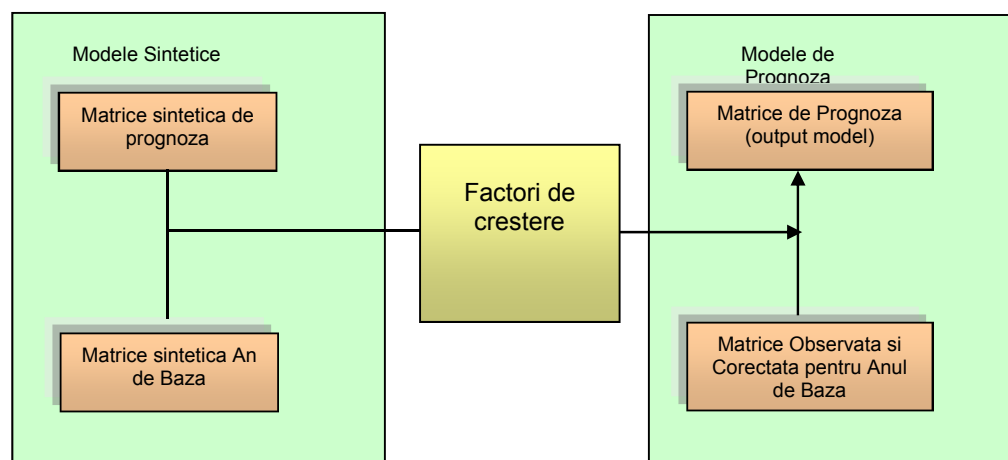 Modele Sintetice
Matrice sintetica de
prognoza
Matrice sintetica An
de Baza
Factori de
crestere
Modele de
Prognoza
Matrice de Prognoza
(output model)
Matrice Observata si
Corectata pentru Anul
de Baza